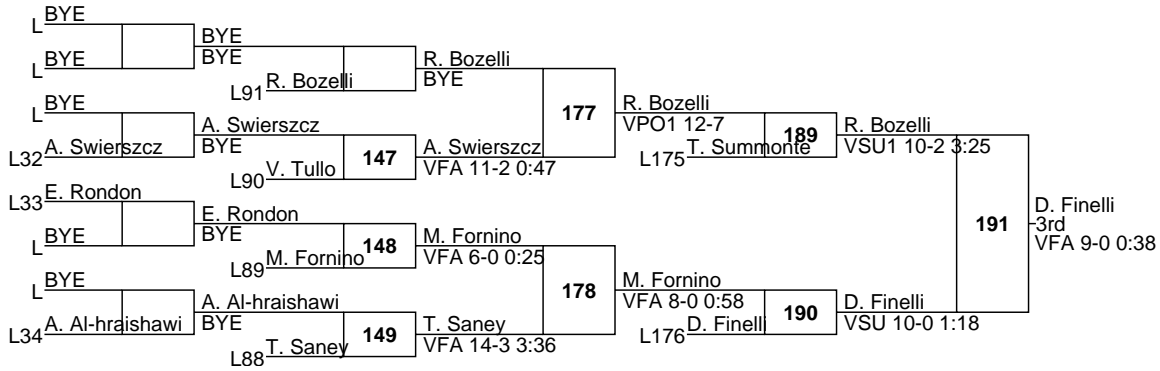 L BYE
L BYE
BYE
BYE
L91 R. Bozelli
R. Bozelli
BYE
L BYE
L32 A. Swierszcz
A. Swierszcz
BYE
L90 V. Tullo
147
A. Swierszcz
VFA 11-2 0:47
177
R. Bozelli
VPO1 12-7
L175 T. Summonte
189
R. Bozelli
VSU1 10-2 3:25
L33 E. Rondon
L BYE
E. Rondon
BYE
L89 M. Fornino
148
M. Fornino
VFA 6-0 0:25
L BYE
L34 A. Al-hraishawi
A. Al-hraishawi
BYE
L88 T. Saney
149
T. Saney
VFA 14-3 3:36
178
M. Fornino
VFA 8-0 0:58
L176 D. Finelli
190
D. Finelli
VSU 10-0 1:18
191
D. Finelli
3rd
VFA 9-0 0:38